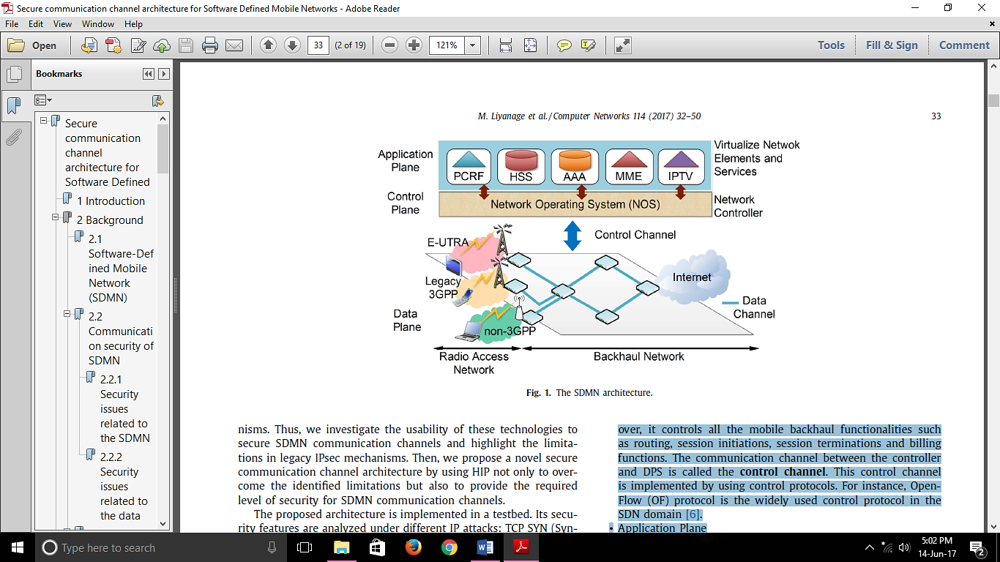 Secure communication channel architecture for Software Defined Mobile Networks - Adobe Reader
File Edit View Window Help
Open
33 (2 of 19)
121%
Tools Fill & Sign Comment
Bookmarks
Secure
communication
channel
architecture for
Software Defined
1 Introduction
2 Background
2.1
Software-Def
ined Mobile
Network
(SDMN)
2.2
Communicati
on security of
SDMN
2.2.1
Security
issues
related to
the SDMN
2.2.2
Security
issues
related to
the data
M. Liyanage et al./Computer Networks 114 (2017) 32–50
33
Application
Plane
PCRF HSS AAA MME IPTV
Virtualize Netwok
Elements and
Services
Control
Plane
Network Operating System (NOS)
Network
Controller
Control Channel
E-UTRA
Legacy
3GPP
Internet
Data
Channel
Data
Plane
non-3GPP
Radio Access
Network
Backhaul Network
Fig. 1. The SDMN architecture.
nisms. Thus, we investigate the usability of these technologies to
secure SDMN communication channels and highlight the limita-
tions in legacy IPsec mechanisms. Then, we propose a novel secure
communication channel architecture by using HIP not only to over-
come the identified limitations but also to provide the required
level of security for SDMN communication channels.
The proposed architecture is implemented in a testbed. Its secu-
rity features are analyzed under different IP attacks: TCP SYN (Syn-
over, it controls all the mobile backhaul functionalities such
as routing, session initiations, session terminations and billing
functions. The communication channel between the controller
and DPS is called the control channel. This control channel
is implemented by using control protocols. For instance, Open-
Flow (OF) protocol is the widely used control protocol in the
SDN domain [6].
• Application Plane
Type here to search
5:02 PM
14-Jun-17
2